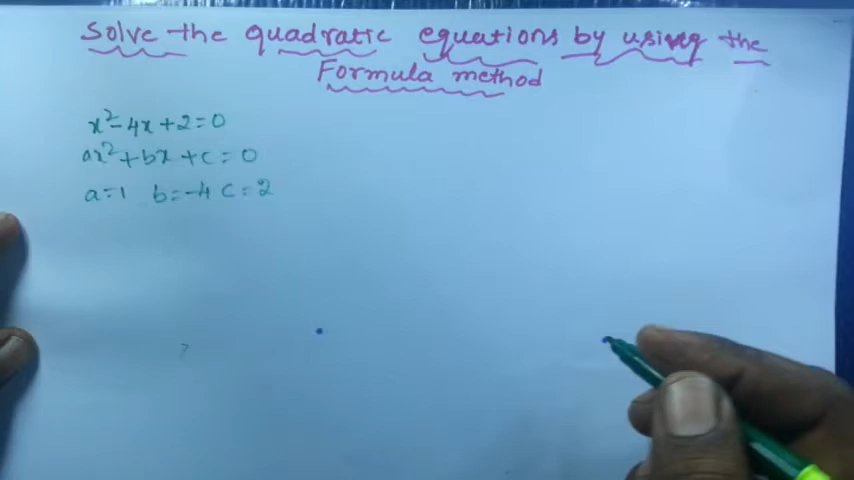 Solve the quadratic equations by using the
Formula method
x²-4x+2=0
ax²+bx+c=0
a=1 b=-4 c=2